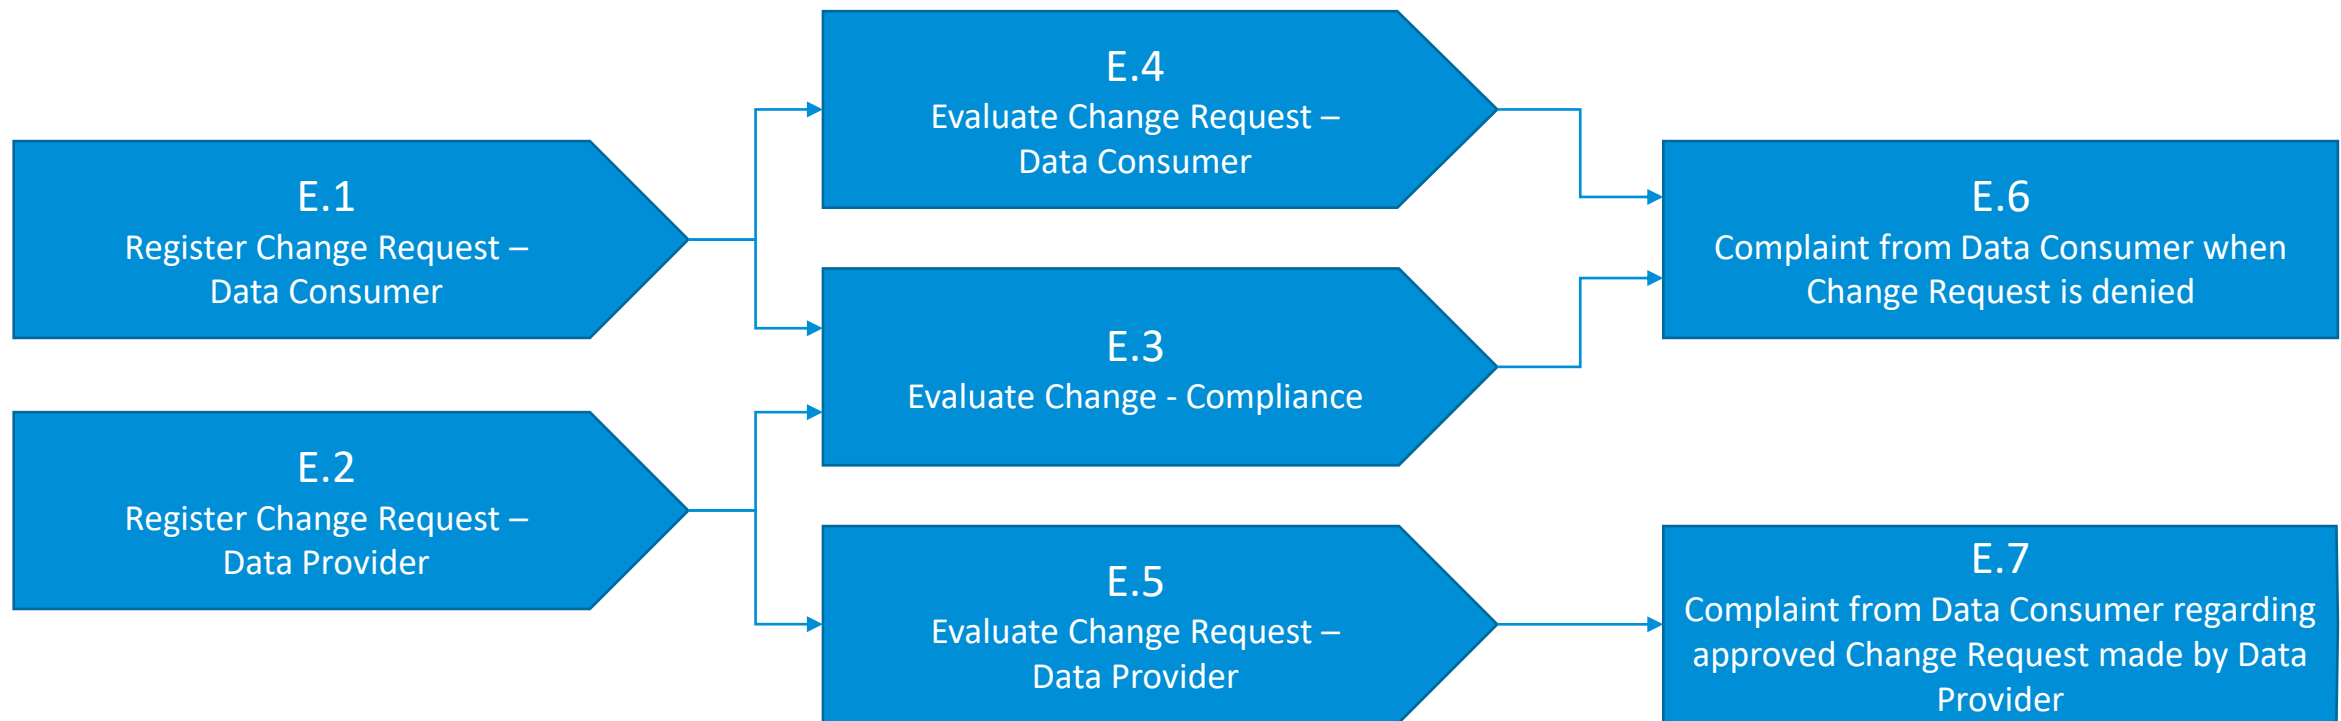 E.1
Register Change Request –
Data Consumer
E.2
Register Change Request –
Data Provider
E.4
Evaluate Change Request –
Data Consumer
E.3
Evaluate Change - Compliance
E.5
Evaluate Change Request –
Data Provider
E.6
Complaint from Data Consumer when
Change Request is denied
E.7
Complaint from Data Consumer regarding
approved Change Request made by Data
Provider